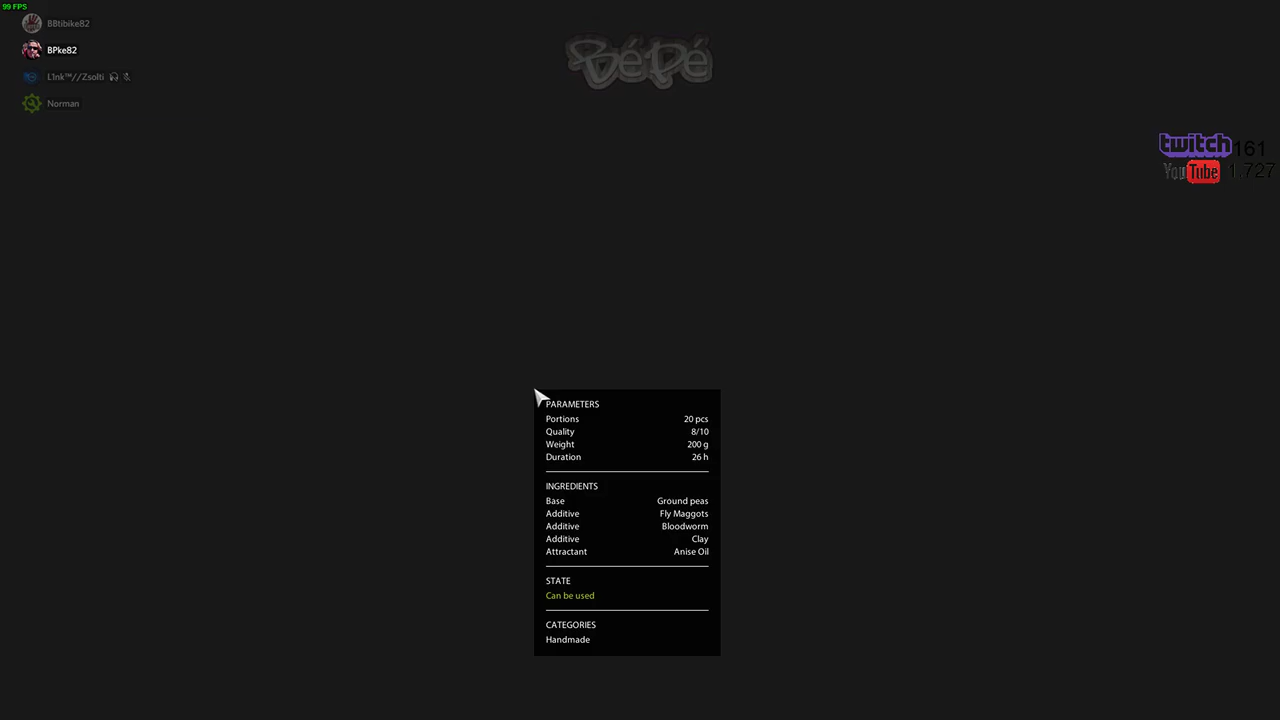 99 FPS
BBtibike82
BPke82
L1nk™//Zsolti
Norman
BéPé
twitch 161
YouTube 1.727
PARAMETERS
Portions 20 pcs
Quality 8/10
Weight 200 g
Duration 26 h
INGREDIENTS
Base Ground peas
Additive Fly Maggots
Additive Bloodworm
Additive Clay
Attractant Anise Oil
STATE
Can be used
CATEGORIES
Handmade